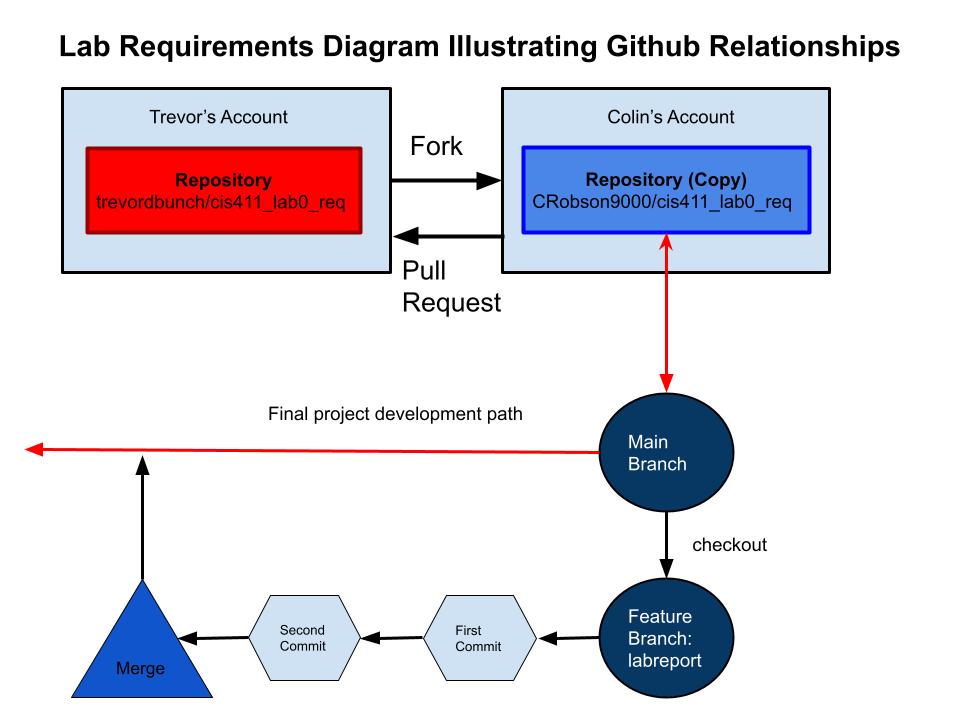 Lab Requirements Diagram Illustrating Github Relationships
Trevor’s Account
Repository
trevordbunch/cis411_lab0_req
Fork
Pull
Request
Colin’s Account
Repository (Copy)
CRobson9000/cis411_lab0_req
Final project development path
Main
Branch
checkout
Feature
Branch:
labreport
First
Commit
Second
Commit
Merge